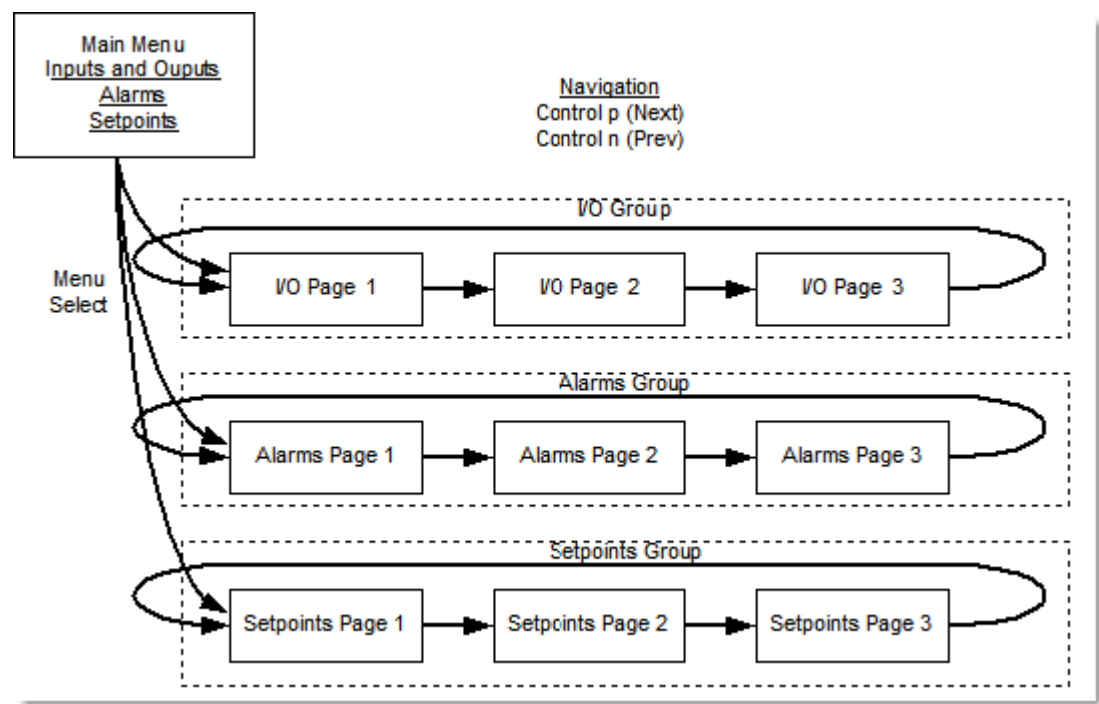 Main Menu
Inputs and Ouputs
Alarms
Setpoints
Navigation
Control p (Next)
Control n (Prev)
Menu
Select
I/O Group
I/O Page 1
I/O Page 2
I/O Page 3
Alarms Group
Alarms Page 1
Alarms Page 2
Alarms Page 3
Setpoints Group
Setpoints Page 1
Setpoints Page 2
Setpoints Page 3